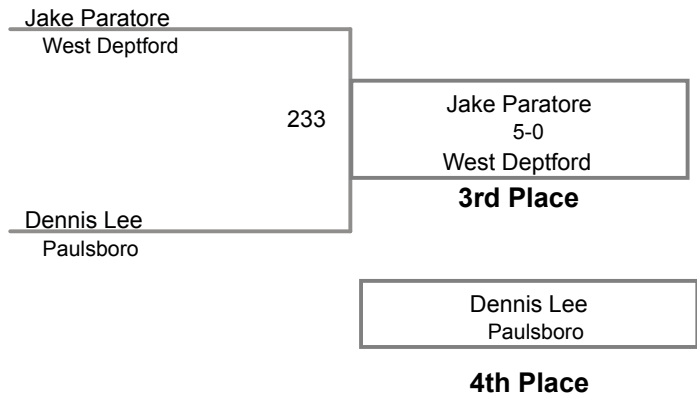 Jake Paratore
West Deptford
233
Jake Paratore
5-0
West Deptford
3rd Place
Dennis Lee
Paulsboro
Dennis Lee
Paulsboro
4th Place